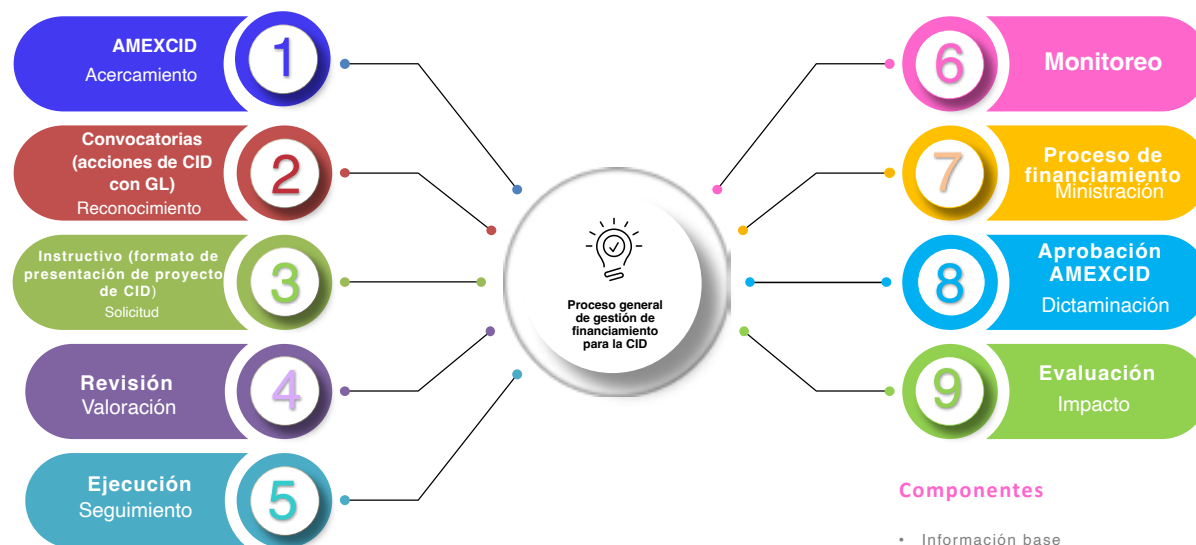 1
AMEXCID
Acercamiento
2
Convocatorias
(acciones de CID
con GL)
Reconocimiento
3
Instructivo (formato de
presentación de proyecto
de CID)
Solicitud
4
Revisión
Valoración
5
Ejecución
Seguimiento
Proceso general
de gestión de
financiamiento
para la CID
6
Monitoreo
7
Proceso de
financiamiento
Ministración
8
Aprobación
AMEXCID
Dictaminación
9
Evaluación
Impacto
Componentes
• Información base